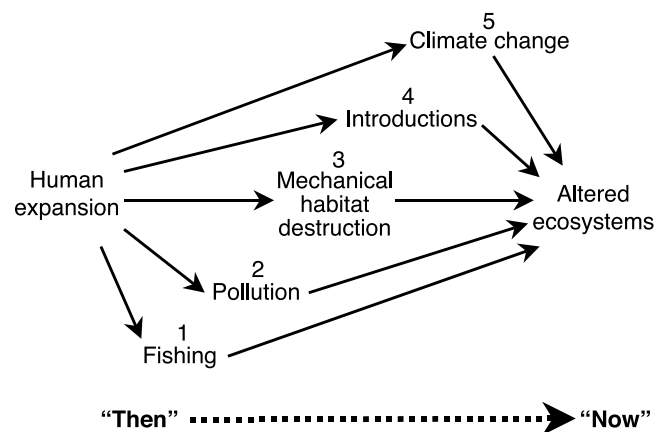 5
Climate change
4
Introductions
3
Mechanical
habitat
destruction
Human
expansion
Altered
ecosystems
2
Pollution
1
Fishing
“Then” “Now”